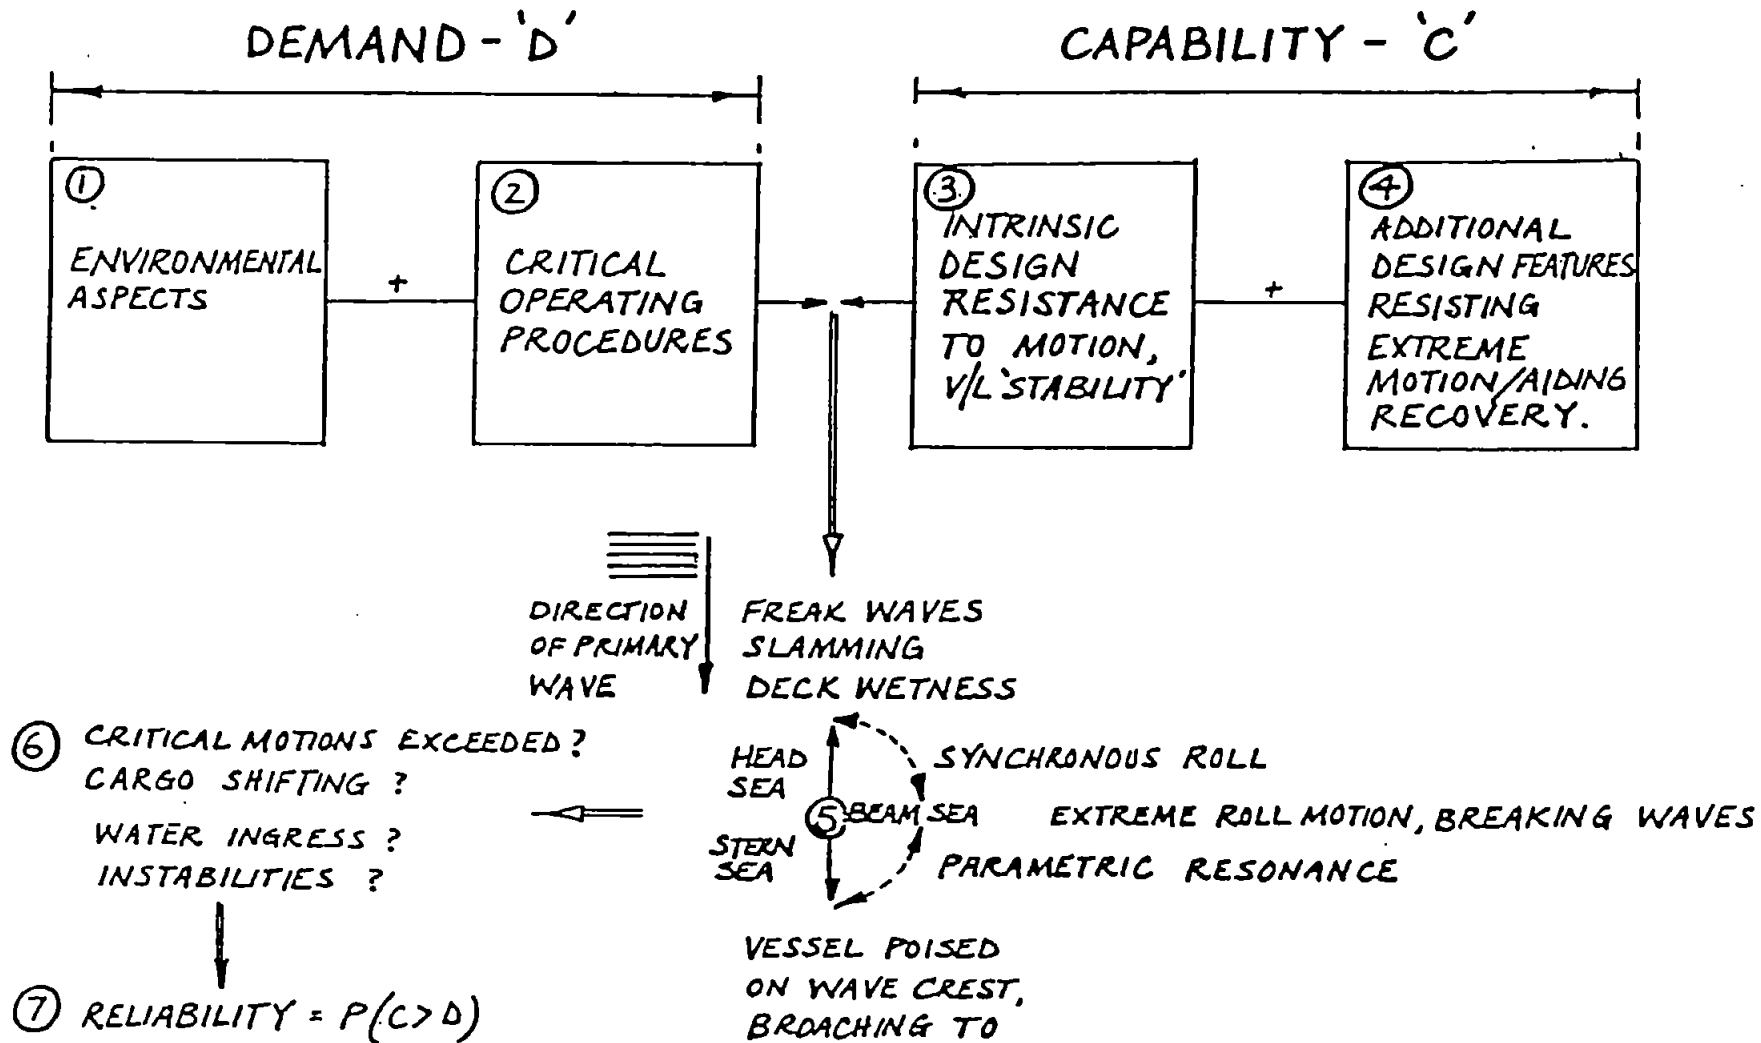 DEMAND - 'D'
CAPABILITY - 'C'
①
ENVIRONMENTAL
ASPECTS
+
②
CRITICAL
OPERATING
PROCEDURES
③
INTRINSIC
DESIGN
RESISTANCE
TO MOTION,
V/L 'STABILITY'
+
④
ADDITIONAL
DESIGN FEATURES
RESISTING
EXTREME
MOTION/AIDING
RECOVERY.
DIRECTION
OF PRIMARY
WAVE
FREAK WAVES
SLAMMING
DECK WETNESS
HEAD
SEA
SYNCHRONOUS ROLL
⑤ BEAM SEA
EXTREME ROLL MOTION, BREAKING WAVES
STERN
SEA
PARAMETRIC RESONANCE
VESSEL POISED
ON WAVE CREST,
BROACHING TO
⑥ CRITICAL MOTIONS EXCEEDED?
CARGO SHIFTING ?
WATER INGRESS ?
INSTABILITIES ?
⑦ RELIABILITY = P(C>D)